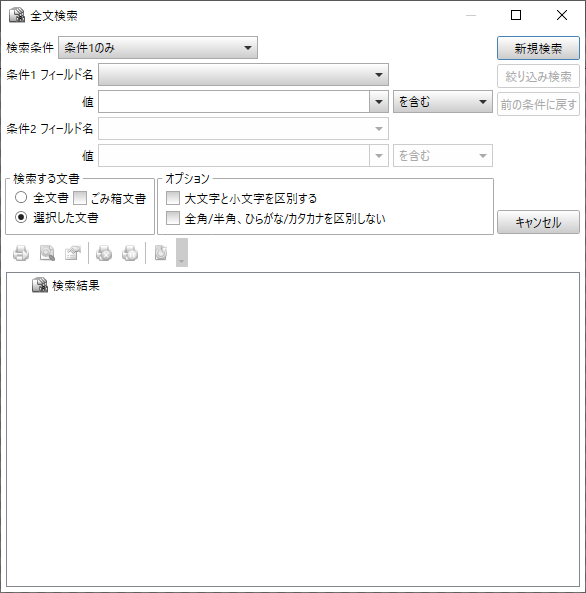 全文検索
検索条件 条件1のみ 新規検索
条件1 フィールド名 絞り込み検索
値 を含む 前の条件に戻す
条件2 フィールド名
値 を含む
検索する文書 オプション
全文書 ごみ箱文書 大文字と小文字を区別する
選択した文書 全角/半角、ひらがな/カタカナを区別しない
キャンセル
検索結果